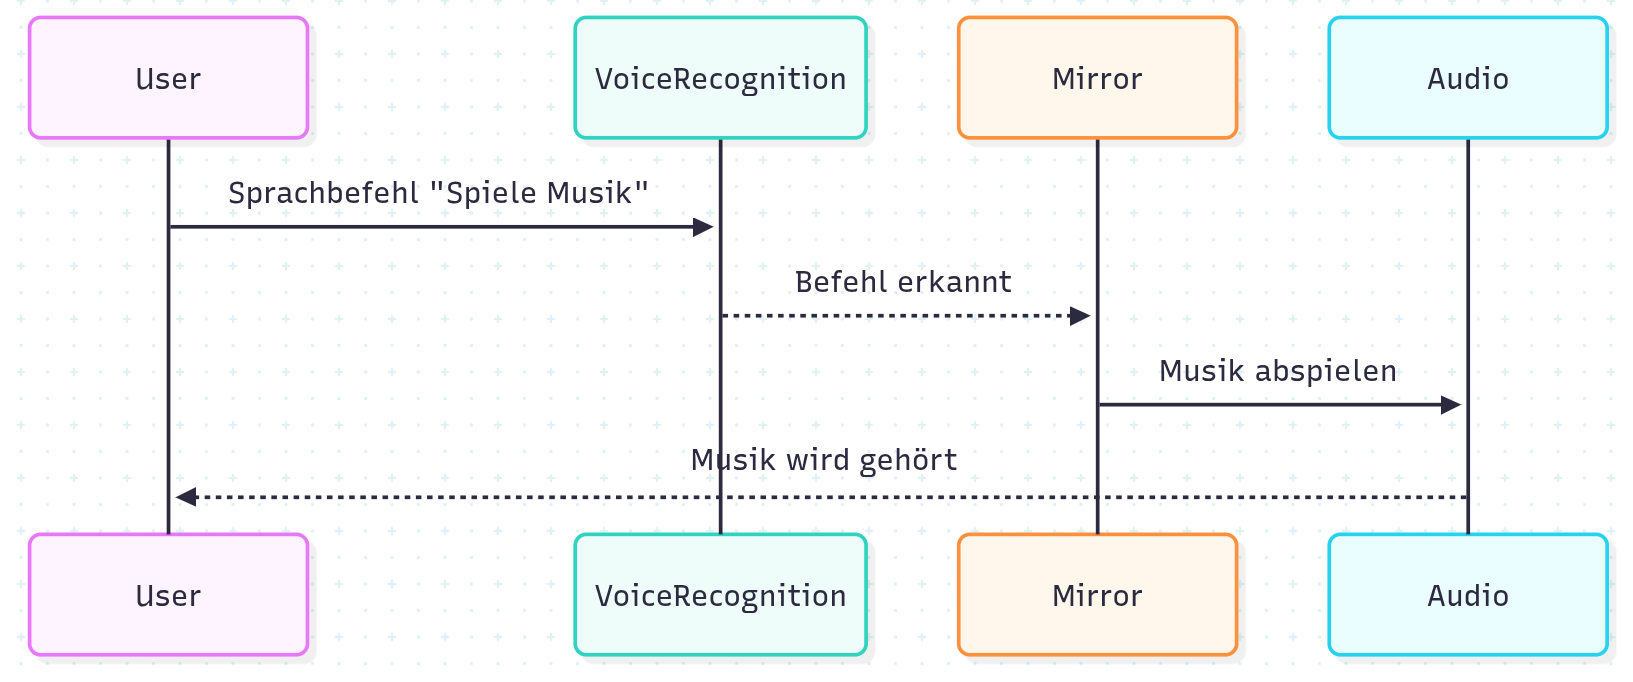 User
VoiceRecognition
Mirror
Audio
Sprachbefehl "Spiele Musik"
Befehl erkannt
Musik abspielen
Musik wird gehört
User
VoiceRecognition
Mirror
Audio